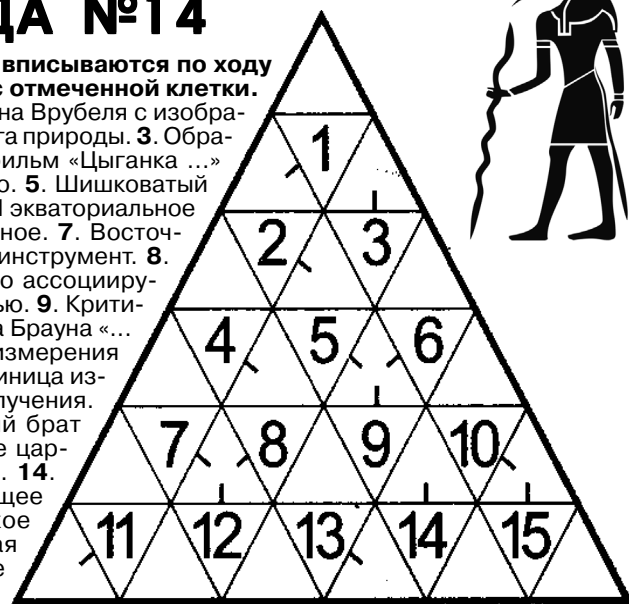 ДА №14
вписываются по ходу
с отмеченной клетки.
на Врубеля с изобра-
та природы. 3. Обра-
фильм «Цыганка ...»
о. 5. Шишковатый
экваториальное
ное. 7. Восточ-
инструмент. 8.
о ассоцииру-
ью. 9. Крити-
а Брауна «...
измерения
иница из-
лучения.
й брат
е цар-
. 14.
щее
кое
ая
е
1
2 3
4 5 6
7 8 9 10
11 12 13 14 15